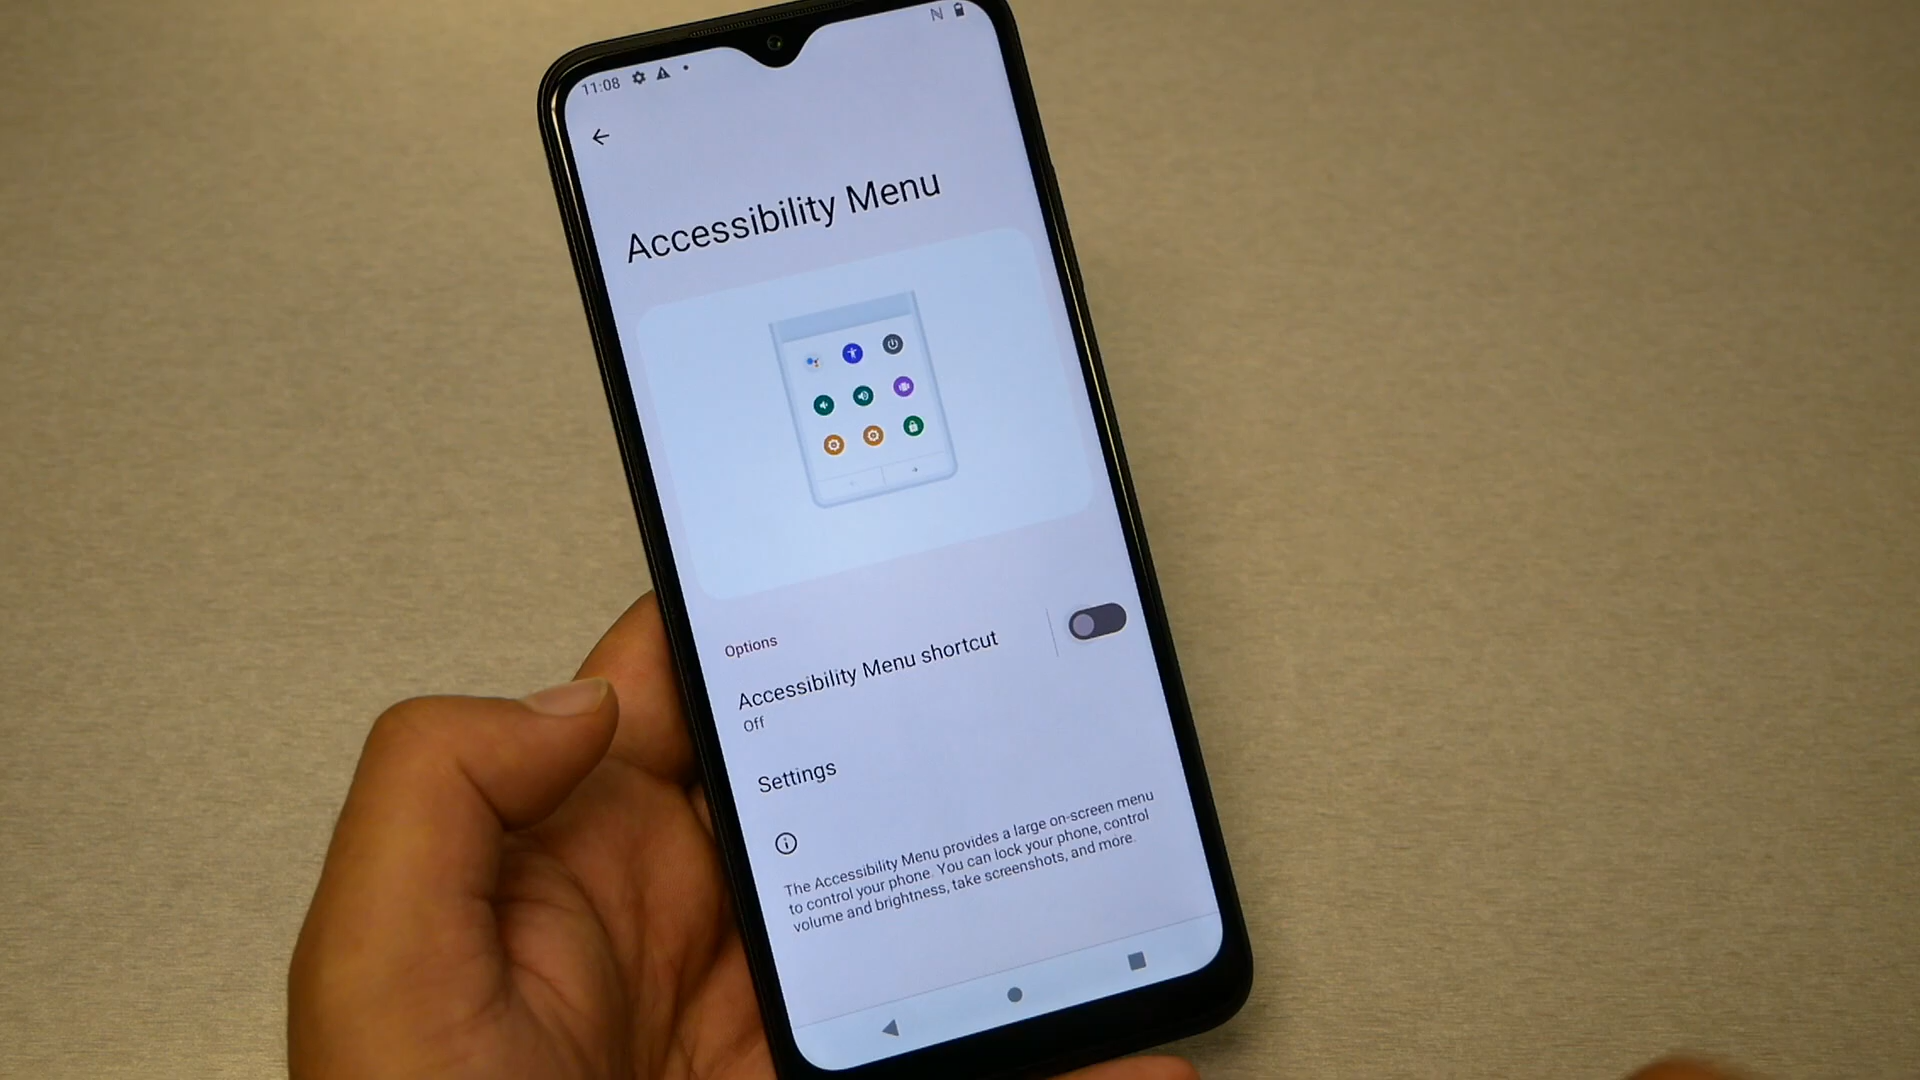 11:08
Accessibility Menu
Options
Accessibility Menu shortcut
Off
Settings
The Accessibility Menu provides a large on-screen menu
to control your phone. You can lock your phone, control
volume and brightness, take screenshots, and more.